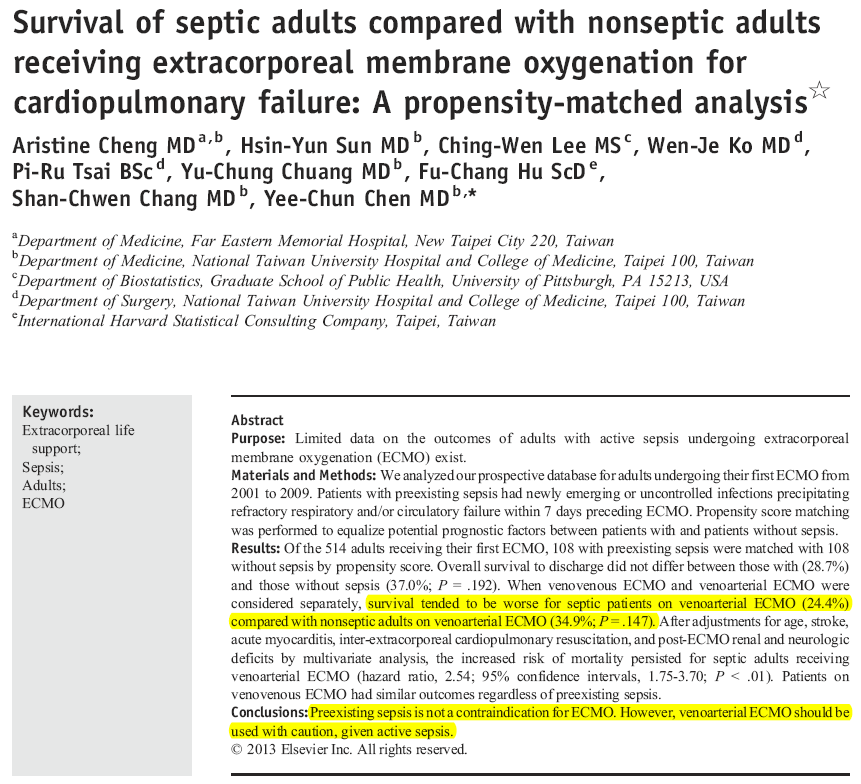 Survival of septic adults compared with nonseptic adults
receiving extracorporeal membrane oxygenation for
cardiopulmonary failure: A propensity-matched analysis☆
Aristine Cheng MD a,b, Hsin-Yun Sun MD b, Ching-Wen Lee MS c, Wen-Je Ko MD d,
Pi-Ru Tsai BSc d, Yu-Chung Chuang MD b, Fu-Chang Hu ScD e,
Shan-Chwen Chang MD b, Yee-Chun Chen MD b,*
a Department of Medicine, Far Eastern Memorial Hospital, New Taipei City 220, Taiwan
b Department of Medicine, National Taiwan University Hospital and College of Medicine, Taipei 100, Taiwan
c Department of Biostatistics, Graduate School of Public Health, University of Pittsburgh, PA 15213, USA
d Department of Surgery, National Taiwan University Hospital and College of Medicine, Taipei 100, Taiwan
e International Harvard Statistical Consulting Company, Taipei, Taiwan
Keywords:
Extracorporeal life
support;
Sepsis;
Adults;
ECMO
Abstract
Purpose: Limited data on the outcomes of adults with active sepsis undergoing extracorporeal
membrane oxygenation (ECMO) exist.
Materials and Methods: We analyzed our prospective database for adults undergoing their first ECMO from
2001 to 2009. Patients with preexisting sepsis had newly emerging or uncontrolled infections precipitating
refractory respiratory and/or circulatory failure within 7 days preceding ECMO. Propensity score matching
was performed to equalize potential prognostic factors between patients with and patients without sepsis.
Results: Of the 514 adults receiving their first ECMO, 108 with preexisting sepsis were matched with 108
without sepsis by propensity score. Overall survival to discharge did not differ between those with (28.7%)
and those without sepsis (37.0%; P = .192). When venovenous ECMO and venoarterial ECMO were
considered separately, survival tended to be worse for septic patients on venoarterial ECMO (24.4%)
compared with nonseptic adults on venoarterial ECMO (34.9%; P = .147). After adjustments for age, stroke,
acute myocarditis, inter-extracorporeal cardiopulmonary resuscitation, and post-ECMO renal and neurologic
deficits by multivariate analysis, the increased risk of mortality persisted for septic adults receiving
venoarterial ECMO (hazard ratio, 2.54; 95% confidence intervals, 1.75-3.70; P < .01). Patients on
venovenous ECMO had similar outcomes regardless of preexisting sepsis.
Conclusions: Preexisting sepsis is not a contraindication for ECMO. However, venoarterial ECMO should be
used with caution, given active sepsis.
© 2013 Elsevier Inc. All rights reserved.